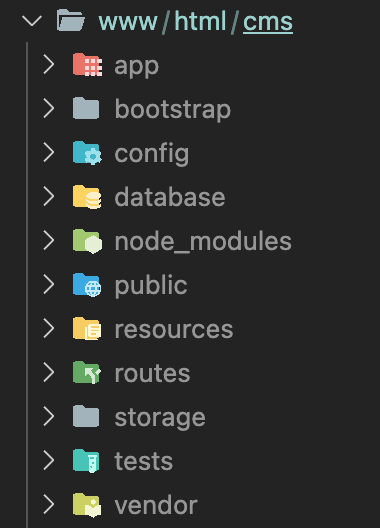 www/html/cms
app
bootstrap
config
database
node_modules
public
resources
routes
storage
tests
vendor